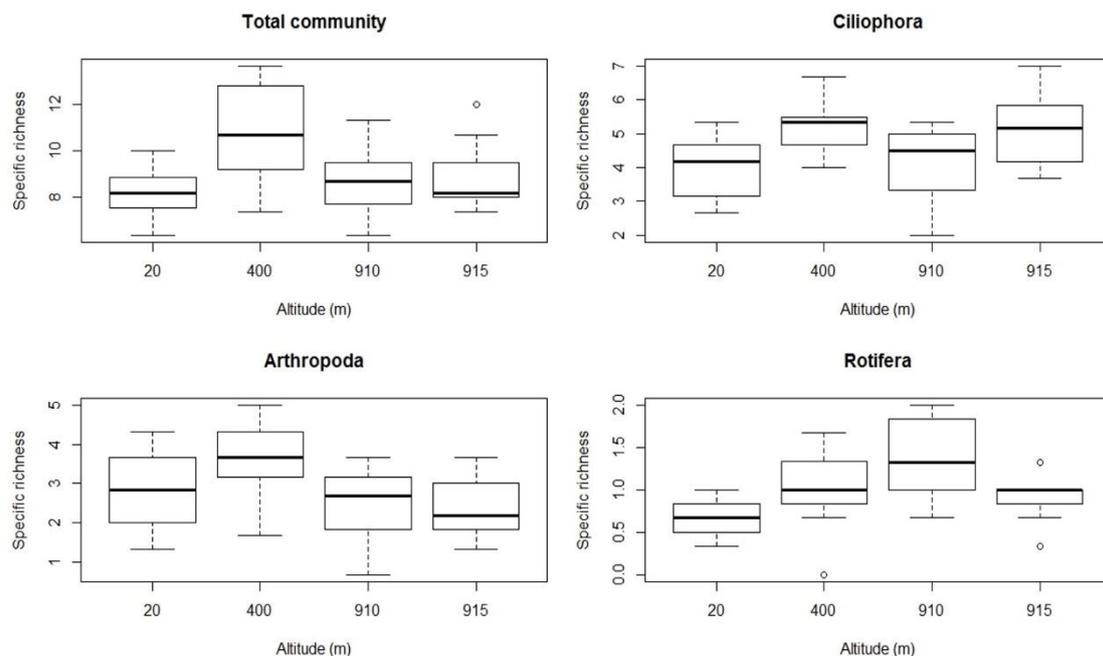 Total community
Specific richness
12
10
8
20 400 910 915
Altitude (m)
Ciliophora
Specific richness
7
6
5
4
3
2
20 400 910 915
Altitude (m)
Arthropoda
Specific richness
5
4
3
2
1
20 400 910 915
Altitude (m)
Rotifera
Specific richness
2.0
1.5
1.0
0.5
0.0
20 400 910 915
Altitude (m)